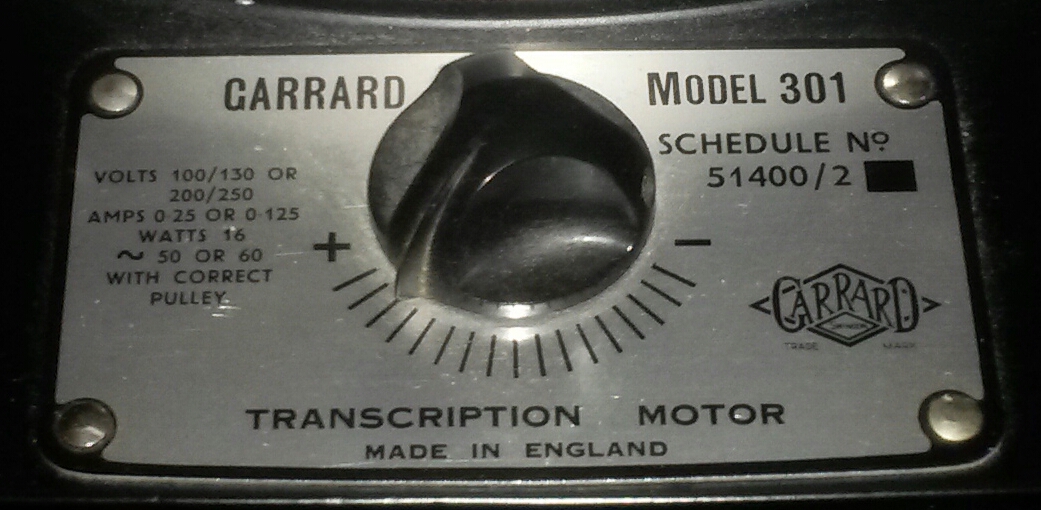 GARRARD
MODEL 301
SCHEDULE Nº
51400/2
VOLTS 100/130 OR
200/250
AMPS 0·25 OR 0·125
WATTS 16
~ 50 OR 60
WITH CORRECT
PULLEY.
+ −
GARRARD
TRADE MARK
TRANSCRIPTION MOTOR
MADE IN ENGLAND